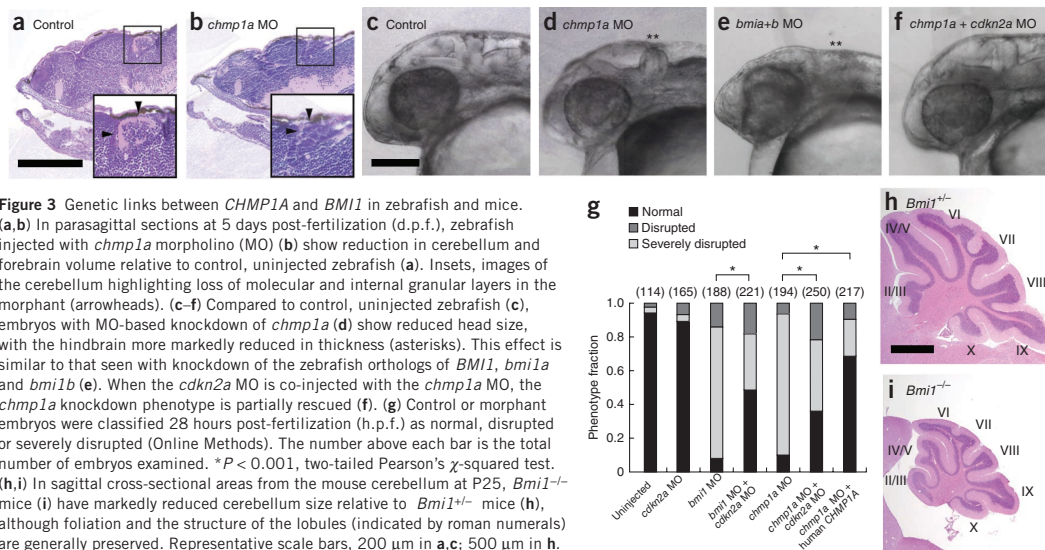 a Control
b chmp1a MO
c Control
d chmp1a MO
**
e bmia+b MO
**
f chmp1a + cdkn2a MO
Figure 3 Genetic links between CHMP1A and BMI1 in zebrafish and mice.
(a,b) In parasagittal sections at 5 days post-fertilization (d.p.f.), zebrafish
injected with chmp1a morpholino (MO) (b) show reduction in cerebellum and
forebrain volume relative to control, uninjected zebrafish (a). Insets, images of
the cerebellum highlighting loss of molecular and internal granular layers in the
morphant (arrowheads). (c–f) Compared to control, uninjected zebrafish (c),
embryos with MO-based knockdown of chmp1a (d) show reduced head size,
with the hindbrain more markedly reduced in thickness (asterisks). This effect is
similar to that seen with knockdown of the zebrafish orthologs of BMI1, bmi1a
and bmi1b (e). When the cdkn2a MO is co-injected with the chmp1a MO, the
chmp1a knockdown phenotype is partially rescued (f). (g) Control or morphant
embryos were classified 28 hours post-fertilization (h.p.f.) as normal, disrupted
or severely disrupted (Online Methods). The number above each bar is the total
number of embryos examined. *P < 0.001, two-tailed Pearson's χ-squared test.
(h,i) In sagittal cross-sectional areas from the mouse cerebellum at P25, Bmi1–/–
mice (i) have markedly reduced cerebellum size relative to Bmi1+/– mice (h),
although foliation and the structure of the lobules (indicated by roman numerals)
are generally preserved. Representative scale bars, 200 μm in a,c; 500 μm in h.
g
Normal
Disrupted
Severely disrupted
*
* *
(114) (165) (188) (221) (194) (250) (217)
1.0
0.8
0.6
0.4
0.2
0
Phenotype fraction
Uninjected
cdkn2a MO
bmi1 MO
bmi1 MO +
cdkn2a MO
chmp1a MO
chmp1a MO +
cdkn2a MO
chmp1a MO +
human CHMP1A
h Bmi1+/–
VI
IV/V
VII
II/III
VIII
X
IX
i Bmi1–/–
VI
IV/V
VII
VIII
II/III
IX
X